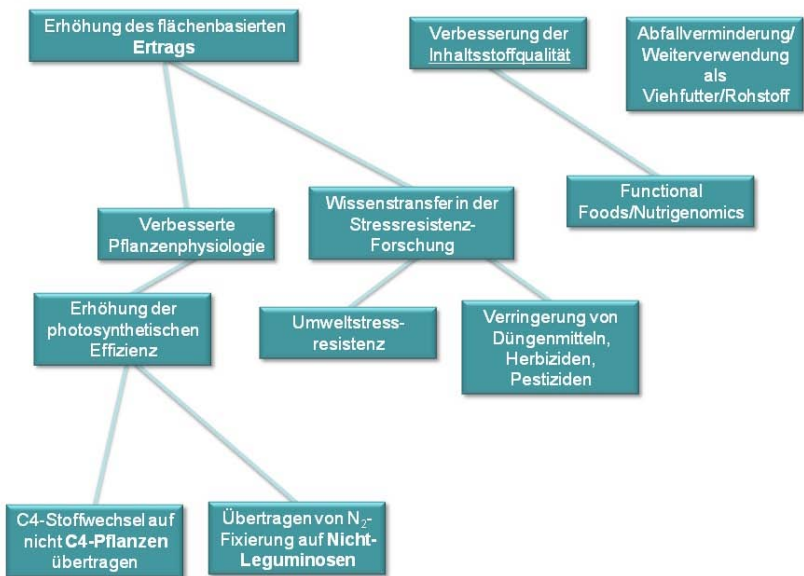 Erhöhung des flächenbasierten
Ertrags
Verbesserung der
Inhaltsstoffqualität
Abfallverminderung/
Weiterverwendung
als
Viehfutter/Rohstoff
Verbesserte
Pflanzenphysiologie
Wissenstransfer in der
Stressresistenz-
Forschung
Functional
Foods/Nutrigenomics
Erhöhung der
photosynthetischen
Effizienz
Umweltstress-
resistenz
Verringerung von
Düngenmitteln,
Herbiziden,
Pestiziden
C4-Stoffwechsel auf
nicht C4-Pflanzen
übertragen
Übertragen von N₂-
Fixierung auf Nicht-
Leguminosen